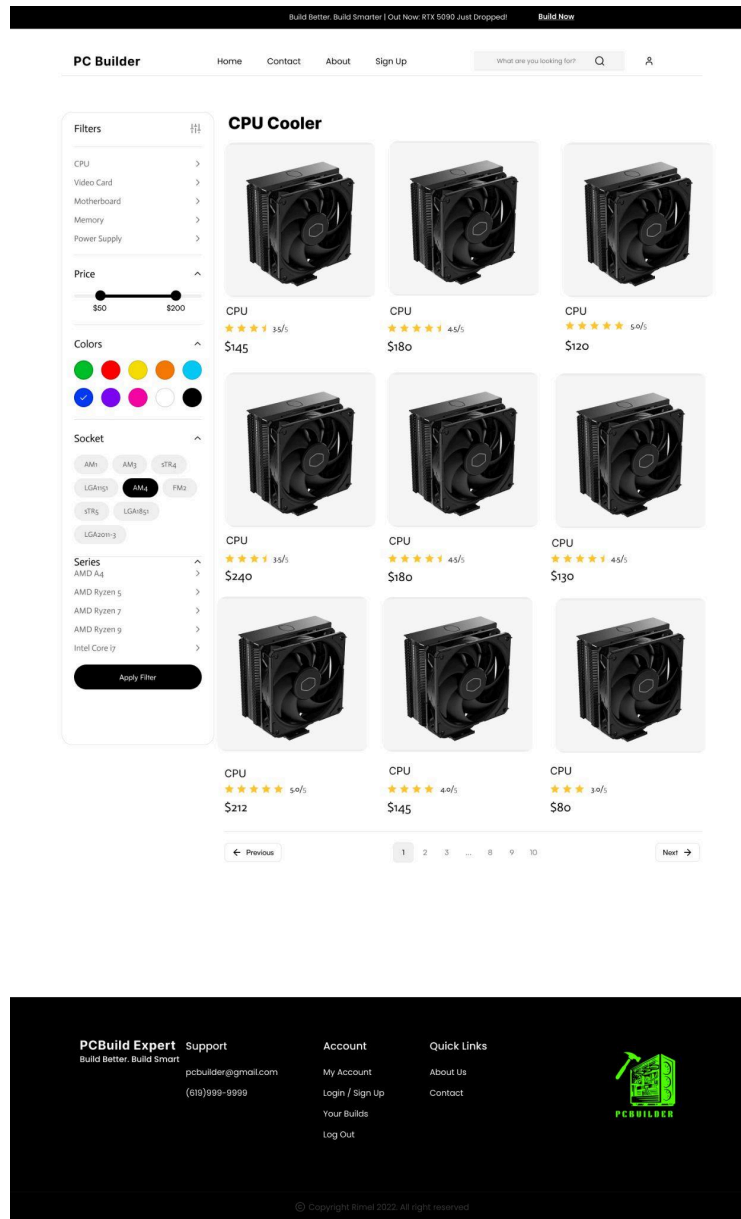 Build Better. Build Smarter | Out Now: RTX 5090 Just Dropped! Build Now
PC Builder Home Contact About Sign Up What are you looking for?
Filters
CPU
Video Card
Motherboard
Memory
Power Supply
Price
$50 $200
Colors
Socket
AM1 AM3 sTR4
LGA1151 AM4 FM2
sTR5 LGA1851
LGA2011-3
Series
AMD A4
AMD Ryzen 5
AMD Ryzen 7
AMD Ryzen 9
Intel Core i7
Apply Filter
CPU Cooler
CPU CPU CPU
3.5/5 4.5/5 5.0/5
$145 $180 $120
CPU CPU CPU
3.5/5 4.5/5 4.5/5
$240 $180 $130
CPU CPU CPU
5.0/5 4.0/5 3.0/5
$212 $145 $80
← Previous 1 2 3 ... 8 9 10 Next →
PCBuild Expert
Build Better. Build Smart
Support
pcbuilder@gmail.com
(619)999-9999
Account
My Account
Login / Sign Up
Your Builds
Log Out
Quick Links
About Us
Contact
PCBUILDER
© Copyright Rimel 2022. All right reserved